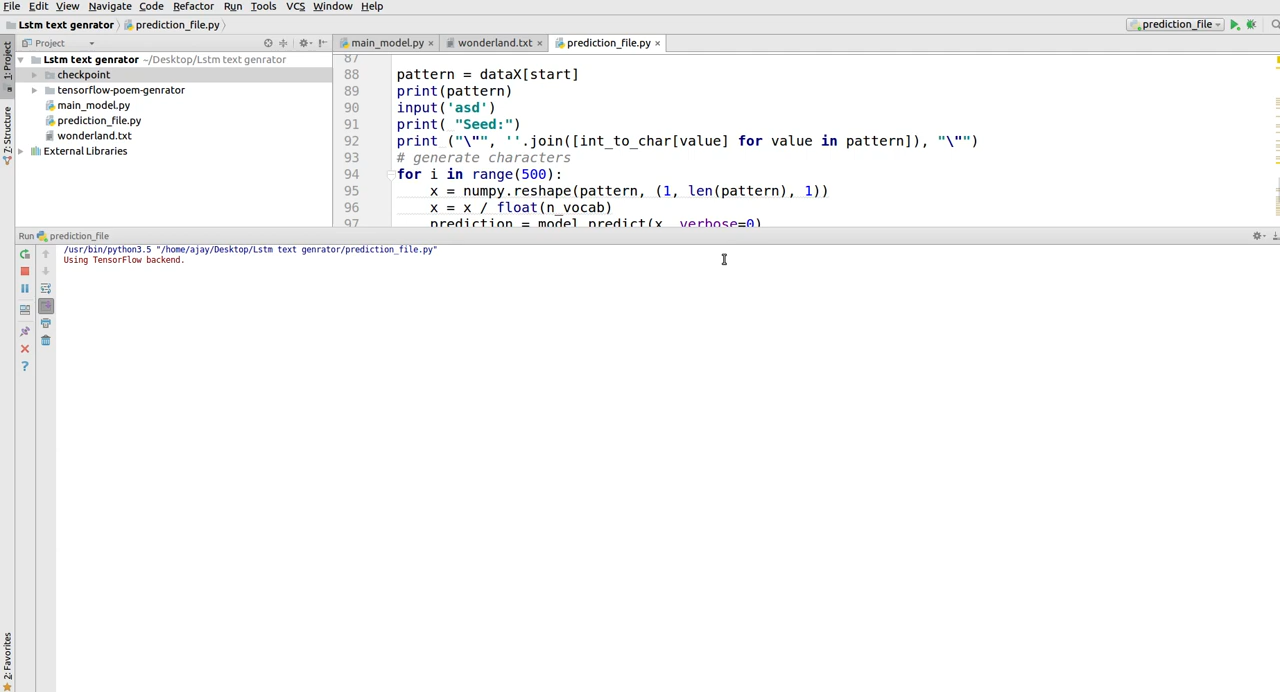 File Edit View Navigate Code Refactor Run Tools VCS Window Help
Lstm text genrator prediction_file.py prediction_file
Project main_model.py × wonderland.txt × prediction_file.py ×
1: Project
Lstm text genrator ~/Desktop/Lstm text genrator
checkpoint
tensorflow-poem-genrator
main_model.py
prediction_file.py
wonderland.txt
External Libraries
Z: Structure
87
88 pattern = dataX[start]
89 print(pattern)
90 input('asd')
91 print( "Seed:")
92 print ("\"", ''.join([int_to_char[value] for value in pattern]), "\"")
93 # generate characters
94 for i in range(500):
95 x = numpy.reshape(pattern, (1, len(pattern), 1))
96 x = x / float(n_vocab)
97 prediction = model.predict(x, verbose=0)
Run prediction_file
/usr/bin/python3.5 "/home/ajay/Desktop/Lstm text genrator/prediction_file.py"
Using TensorFlow backend.
2: Favorites